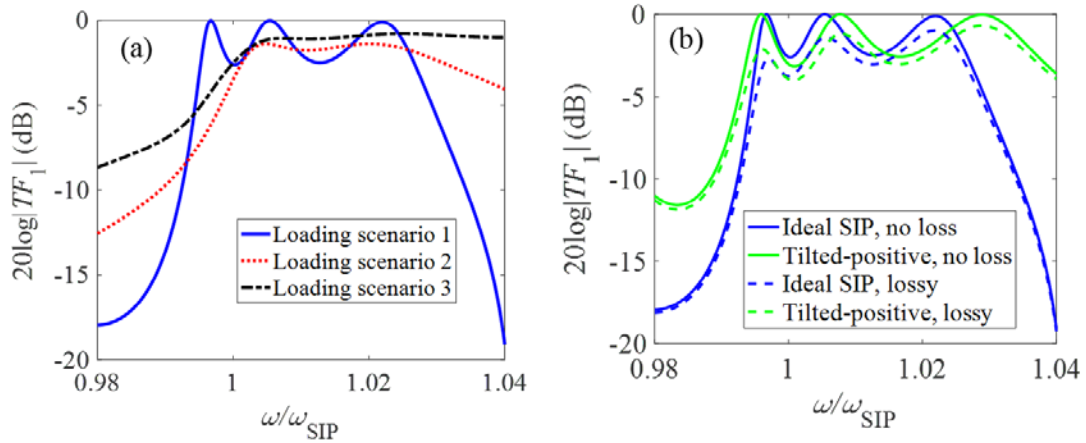 (a)
20log|TF1| (dB)
0
-5
-10
-15
-20
0.98
1
1.02
1.04
ω/ωSIP
Loading scenario 1
Loading scenario 2
Loading scenario 3
(b)
20log|TF1| (dB)
0
-5
-10
-15
-20
0.98
1
1.02
1.04
ω/ωSIP
Ideal SIP, no loss
Tilted-positive, no loss
Ideal SIP, lossy
Tilted-positive, lossy